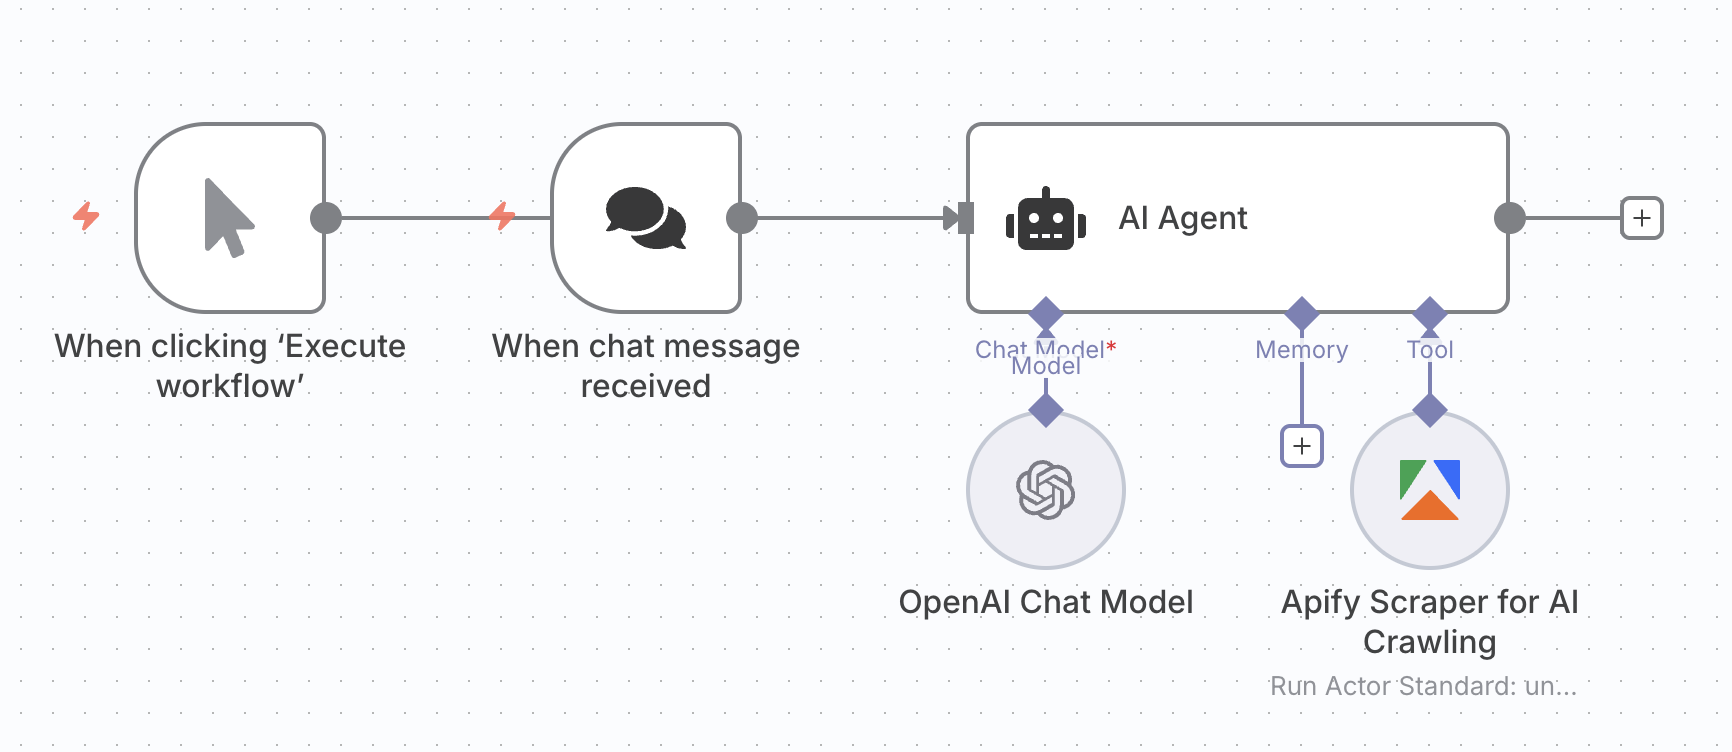 AI Agent
When clicking ‘Execute
workflow’
When chat message
received
Chat Model*
Model
Memory
Tool
OpenAI Chat Model
Apify Scraper for AI
Crawling
Run Actor Standard: un...